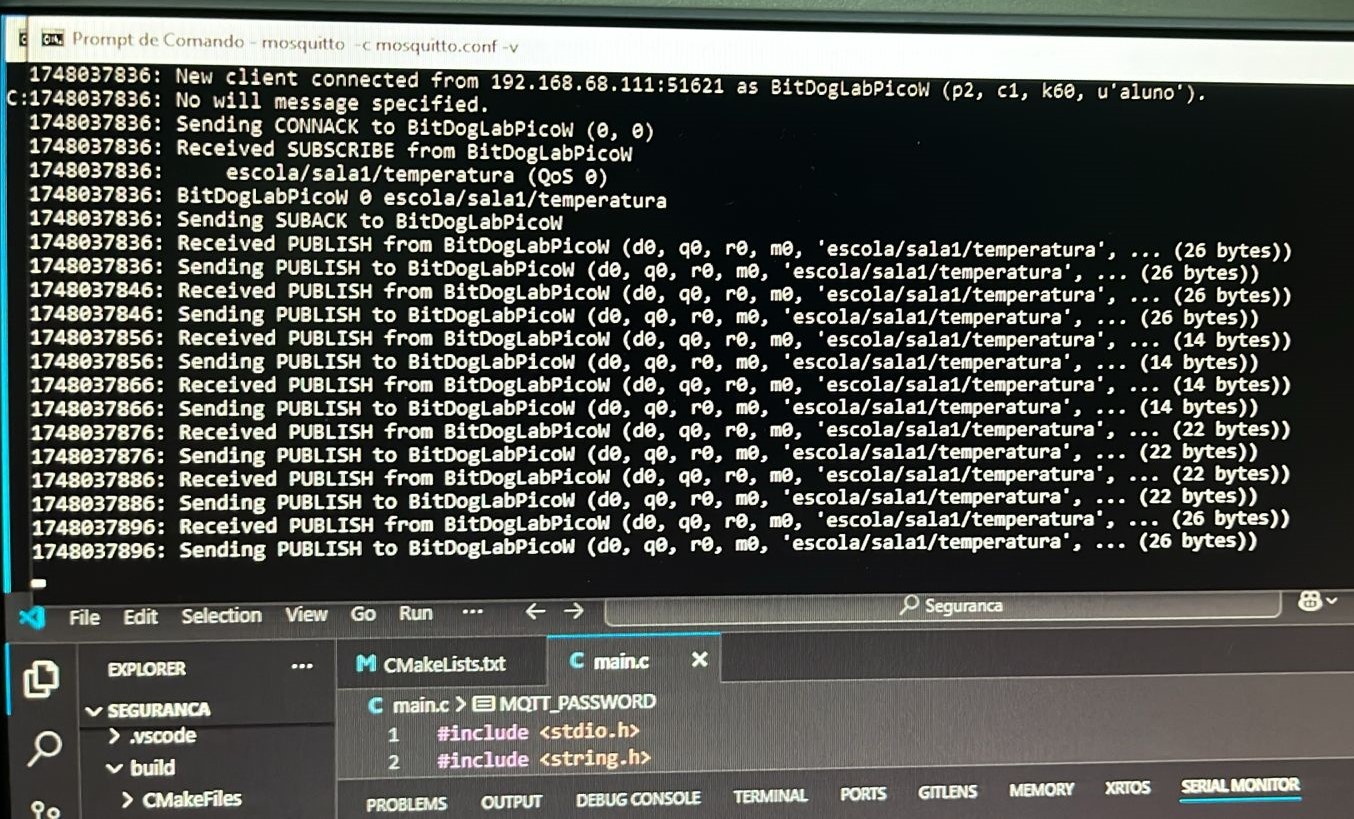 Prompt de Comando - mosquitto -c mosquitto.conf -v
1748037836: New client connected from 192.168.68.111:51621 as BitDogLabPicoW (p2, c1, k60, u'aluno').
C:1748037836: No will message specified.
1748037836: Sending CONNACK to BitDogLabPicoW (0, 0)
1748037836: Received SUBSCRIBE from BitDogLabPicoW
1748037836: escola/sala1/temperatura (QoS 0)
1748037836: BitDogLabPicoW 0 escola/sala1/temperatura
1748037836: Sending SUBACK to BitDogLabPicoW
1748037836: Received PUBLISH from BitDogLabPicoW (d0, q0, r0, m0, 'escola/sala1/temperatura', ... (26 bytes))
1748037836: Sending PUBLISH to BitDogLabPicoW (d0, q0, r0, m0, 'escola/sala1/temperatura', ... (26 bytes))
1748037846: Received PUBLISH from BitDogLabPicoW (d0, q0, r0, m0, 'escola/sala1/temperatura', ... (26 bytes))
1748037846: Sending PUBLISH to BitDogLabPicoW (d0, q0, r0, m0, 'escola/sala1/temperatura', ... (26 bytes))
1748037856: Received PUBLISH from BitDogLabPicoW (d0, q0, r0, m0, 'escola/sala1/temperatura', ... (14 bytes))
1748037856: Sending PUBLISH to BitDogLabPicoW (d0, q0, r0, m0, 'escola/sala1/temperatura', ... (14 bytes))
1748037866: Received PUBLISH from BitDogLabPicoW (d0, q0, r0, m0, 'escola/sala1/temperatura', ... (14 bytes))
1748037866: Sending PUBLISH to BitDogLabPicoW (d0, q0, r0, m0, 'escola/sala1/temperatura', ... (14 bytes))
1748037876: Received PUBLISH from BitDogLabPicoW (d0, q0, r0, m0, 'escola/sala1/temperatura', ... (22 bytes))
1748037876: Sending PUBLISH to BitDogLabPicoW (d0, q0, r0, m0, 'escola/sala1/temperatura', ... (22 bytes))
1748037886: Received PUBLISH from BitDogLabPicoW (d0, q0, r0, m0, 'escola/sala1/temperatura', ... (22 bytes))
1748037886: Sending PUBLISH to BitDogLabPicoW (d0, q0, r0, m0, 'escola/sala1/temperatura', ... (22 bytes))
1748037896: Received PUBLISH from BitDogLabPicoW (d0, q0, r0, m0, 'escola/sala1/temperatura', ... (26 bytes))
1748037896: Sending PUBLISH to BitDogLabPicoW (d0, q0, r0, m0, 'escola/sala1/temperatura', ... (26 bytes))
File Edit Selection View Go Run ... Seguranca
EXPLORER ... CMakeLists.txt main.c
SEGURANCA
.vscode
build
CMakeFiles
main.c > MQTT_PASSWORD
1 #include <stdio.h>
2 #include <string.h>
PROBLEMS OUTPUT DEBUG CONSOLE TERMINAL PORTS GITLENS MEMORY XRTOS SERIAL MONITOR